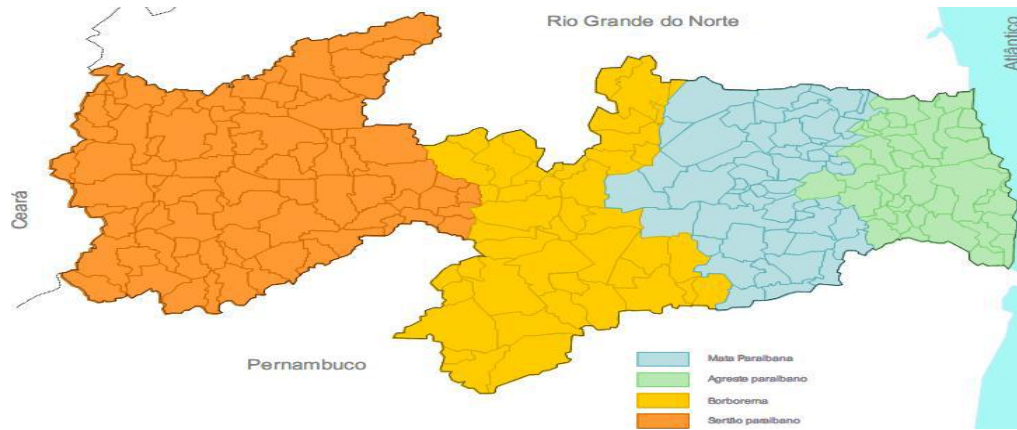 Rio Grande do Norte
Atlântico
Ceará
Pernambuco
Mata Paraibana
Agreste paraibano
Borborema
Sertão paraibano